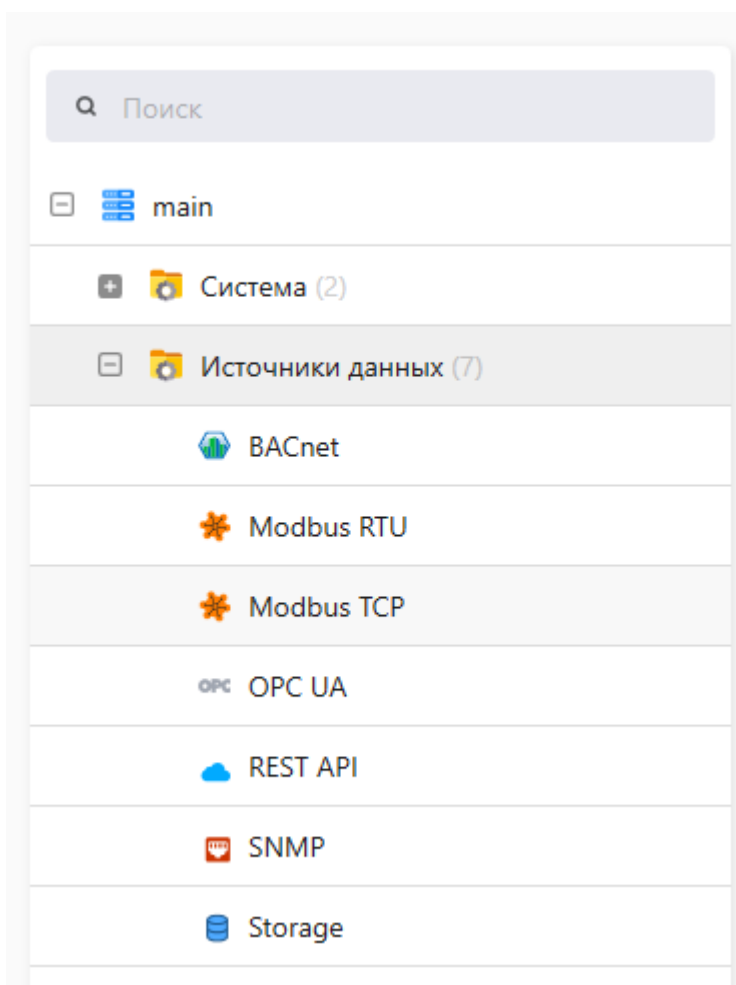 Поиск
main
Система (2)
Источники данных (7)
BACnet
Modbus RTU
Modbus TCP
OPC OPC UA
REST API
SNMP
Storage